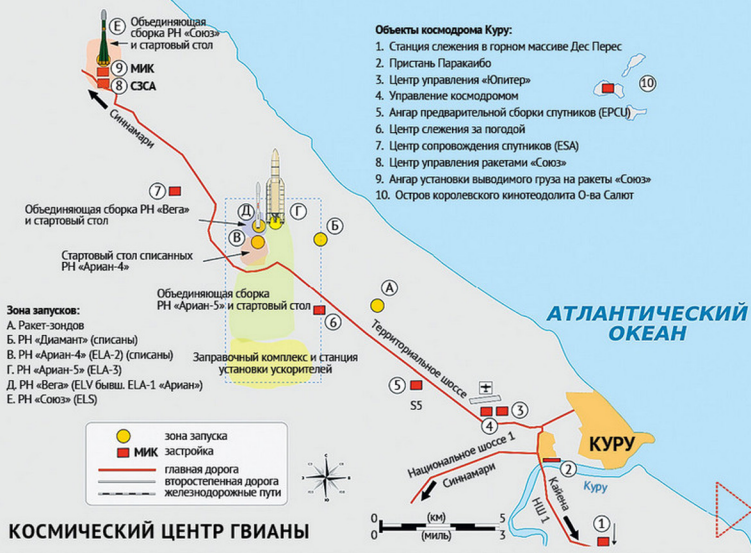 Е
Объединяющая
сборка РН «Союз»
и стартовый стол
9 МИК
8 СЗСА
Синнамари
Объекты космодрома Куру:
1. Станция слежения в горном массиве Дес Перес
2. Пристань Паракаибо
3. Центр управления «Юпитер»
4. Управление космодромом
5. Ангар предварительной сборки спутников (EPCU)
6. Центр слежения за погодой
7. Центр сопровождения спутников (ESA)
8. Центр управления ракетами «Союз»
9. Ангар установки выводимого груза на ракеты «Союз»
10. Остров королевского кинотеодолита О-ва Салют
10
7
Объединяющая сборка РН «Вега»
и стартовый стол
Д
Г
В
Б
Стартовый стол списанных
РН «Ариан-4»
Объединяющая сборка
РН «Ариан-5» и стартовый стол
6
А
Заправочный комплекс и станция
установки ускорителей
Территориальное шоссе
АТЛАНТИЧЕСКИЙ
ОКЕАН
Зона запусков:
А. Ракет-зондов
Б. РН «Диамант» (списаны)
В. РН «Ариан-4» (ELA-2) (списаны)
Г. РН «Ариан-5» (ELA-3)
Д. РН «Вега» (ELV бывш. ELA-1 «Ариан»)
Е. РН «Союз» (ELS)
5
S5
4
3
КУРУ
2
Куру
Национальное шоссе 1
Синнамари
Кайена
НШ 1
1
зона запуска
МИК застройка
главная дорога
второстепенная дорога
железнодорожные пути
С
В
Ю
З
0 (км) 5
0 (миль) 3
КОСМИЧЕСКИЙ ЦЕНТР ГВИАНЫ